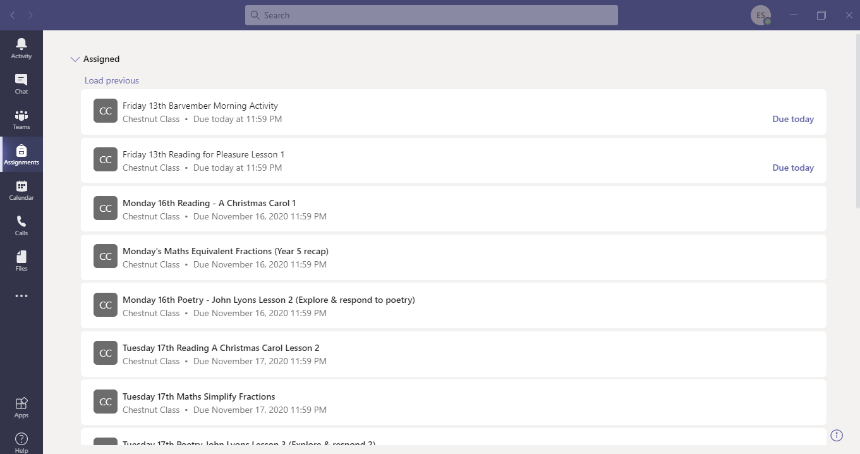 Search
ES
Activity
Chat
Teams
Assignments
Calendar
Calls
Files
Apps
Help
Assigned
Load previous
CC
Friday 13th Barvember Morning Activity
Chestnut Class • Due today at 11:59 PM
Due today
CC
Friday 13th Reading for Pleasure Lesson 1
Chestnut Class • Due today at 11:59 PM
Due today
CC
Monday 16th Reading - A Christmas Carol 1
Chestnut Class • Due November 16, 2020 11:59 PM
CC
Monday's Maths Equivalent Fractions (Year 5 recap)
Chestnut Class • Due November 16, 2020 11:59 PM
CC
Monday 16th Poetry - John Lyons Lesson 2 (Explore & respond to poetry)
Chestnut Class • Due November 16, 2020 11:59 PM
CC
Tuesday 17th Reading A Christmas Carol Lesson 2
Chestnut Class • Due November 17, 2020 11:59 PM
CC
Tuesday 17th Maths Simplify Fractions
Chestnut Class • Due November 17, 2020 11:59 PM
Tuesday 17th Poetry John Lyons Lesson 3 (Explore & respond 2)